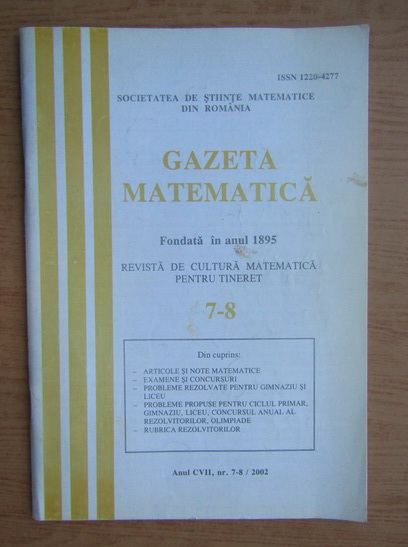 ISSN 1220-4277
SOCIETATEA DE ŞTIINŢE MATEMATICE
DIN ROMÂNIA
GAZETA
MATEMATICĂ
Fondată în anul 1895
REVISTĂ DE CULTURĂ MATEMATICĂ
PENTRU TINERET
7-8
Din cuprins:
– ARTICOLE ŞI NOTE MATEMATICE
– EXAMENE ŞI CONCURSURI
– PROBLEME REZOLVATE PENTRU GIMNAZIU ŞI
LICEU
– PROBLEME PROPUSE PENTRU CICLUL PRIMAR,
GIMNAZIU, LICEU, CONCURSUL ANUAL AL
REZOLVITORILOR, OLIMPIADE
– RUBRICA REZOLVITORILOR
Anul CVII, nr. 7-8 / 2002